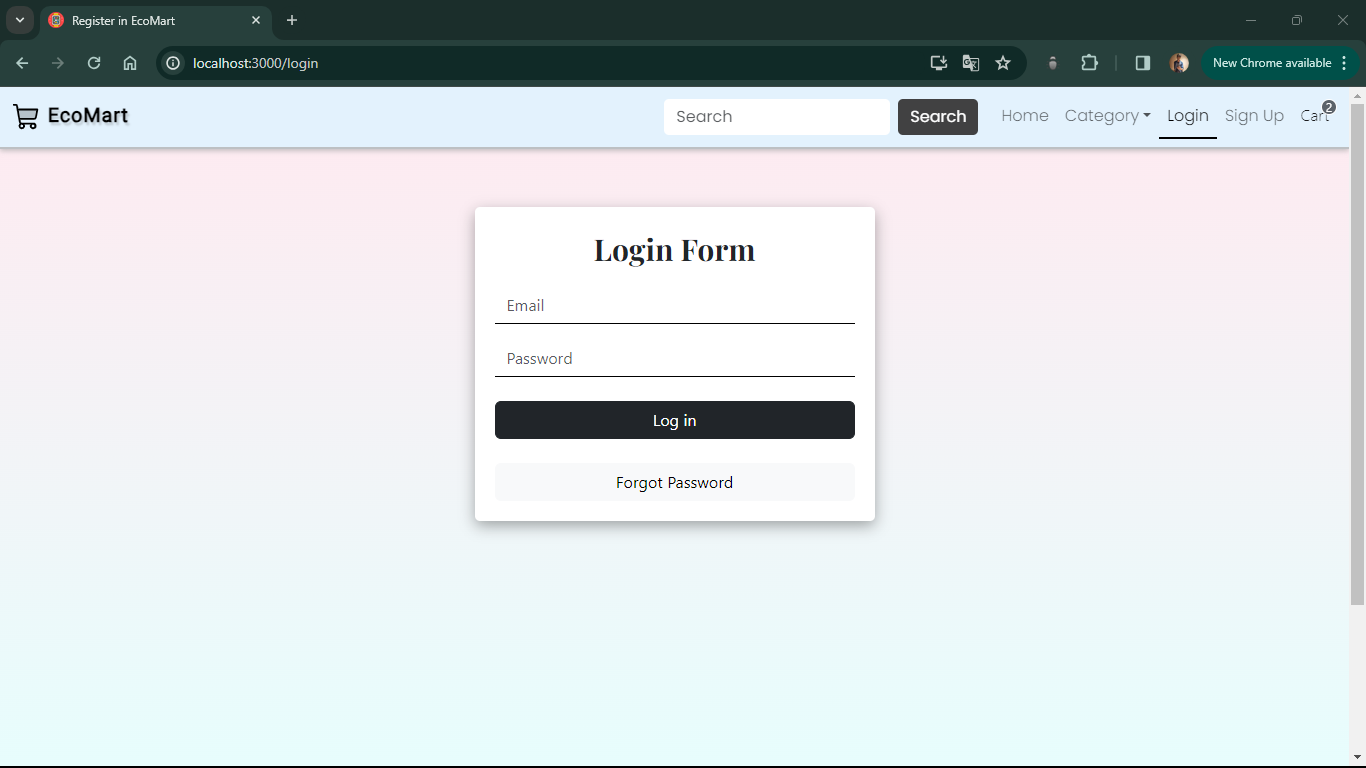 Register in EcoMart
localhost:3000/login
New Chrome available
EcoMart
Search
Search
Home
Category
Login
Sign Up
Cart
2
Login Form
Email
Password
Log in
Forgot Password